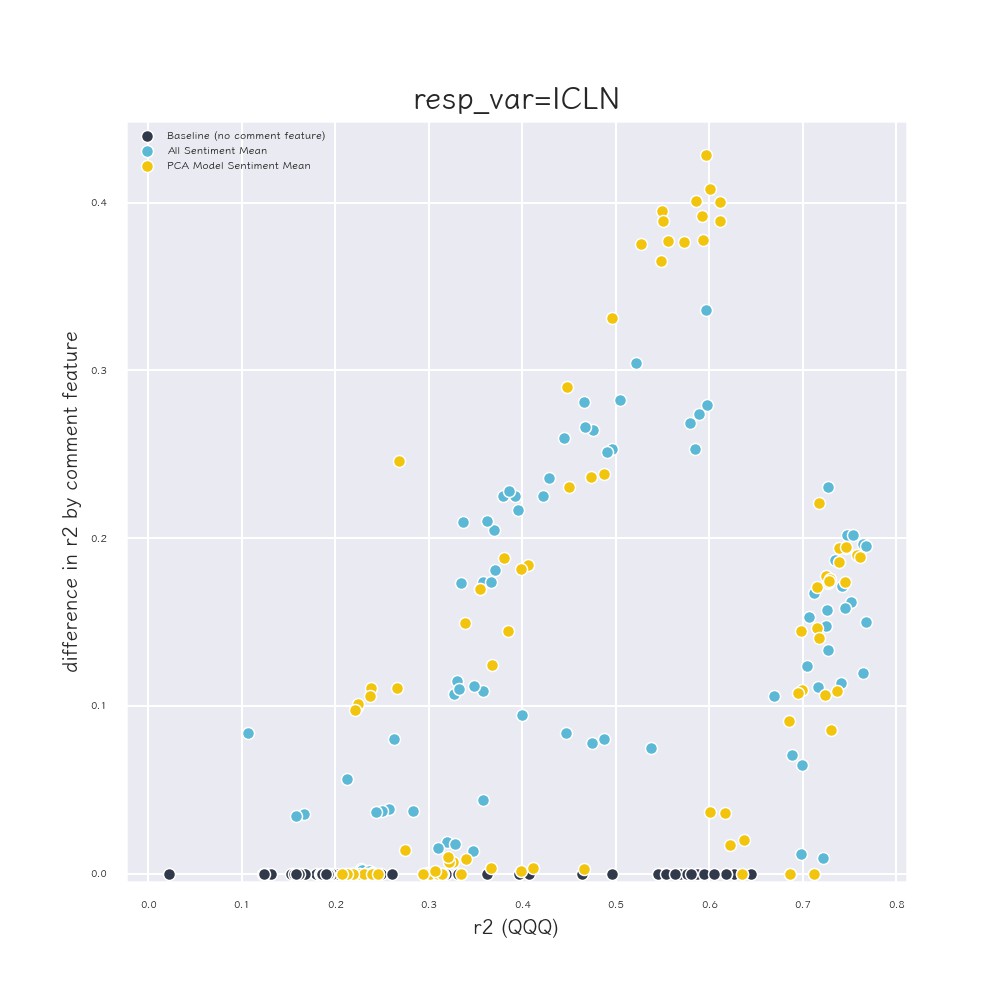 resp_var=ICLN
Baseline (no comment feature)
All Sentiment Mean
PCA Model Sentiment Mean
difference in r2 by comment feature
0.4
0.3
0.2
0.1
0.0
0.0 0.1 0.2 0.3 0.4 0.5 0.6 0.7 0.8
r2 (QQQ)